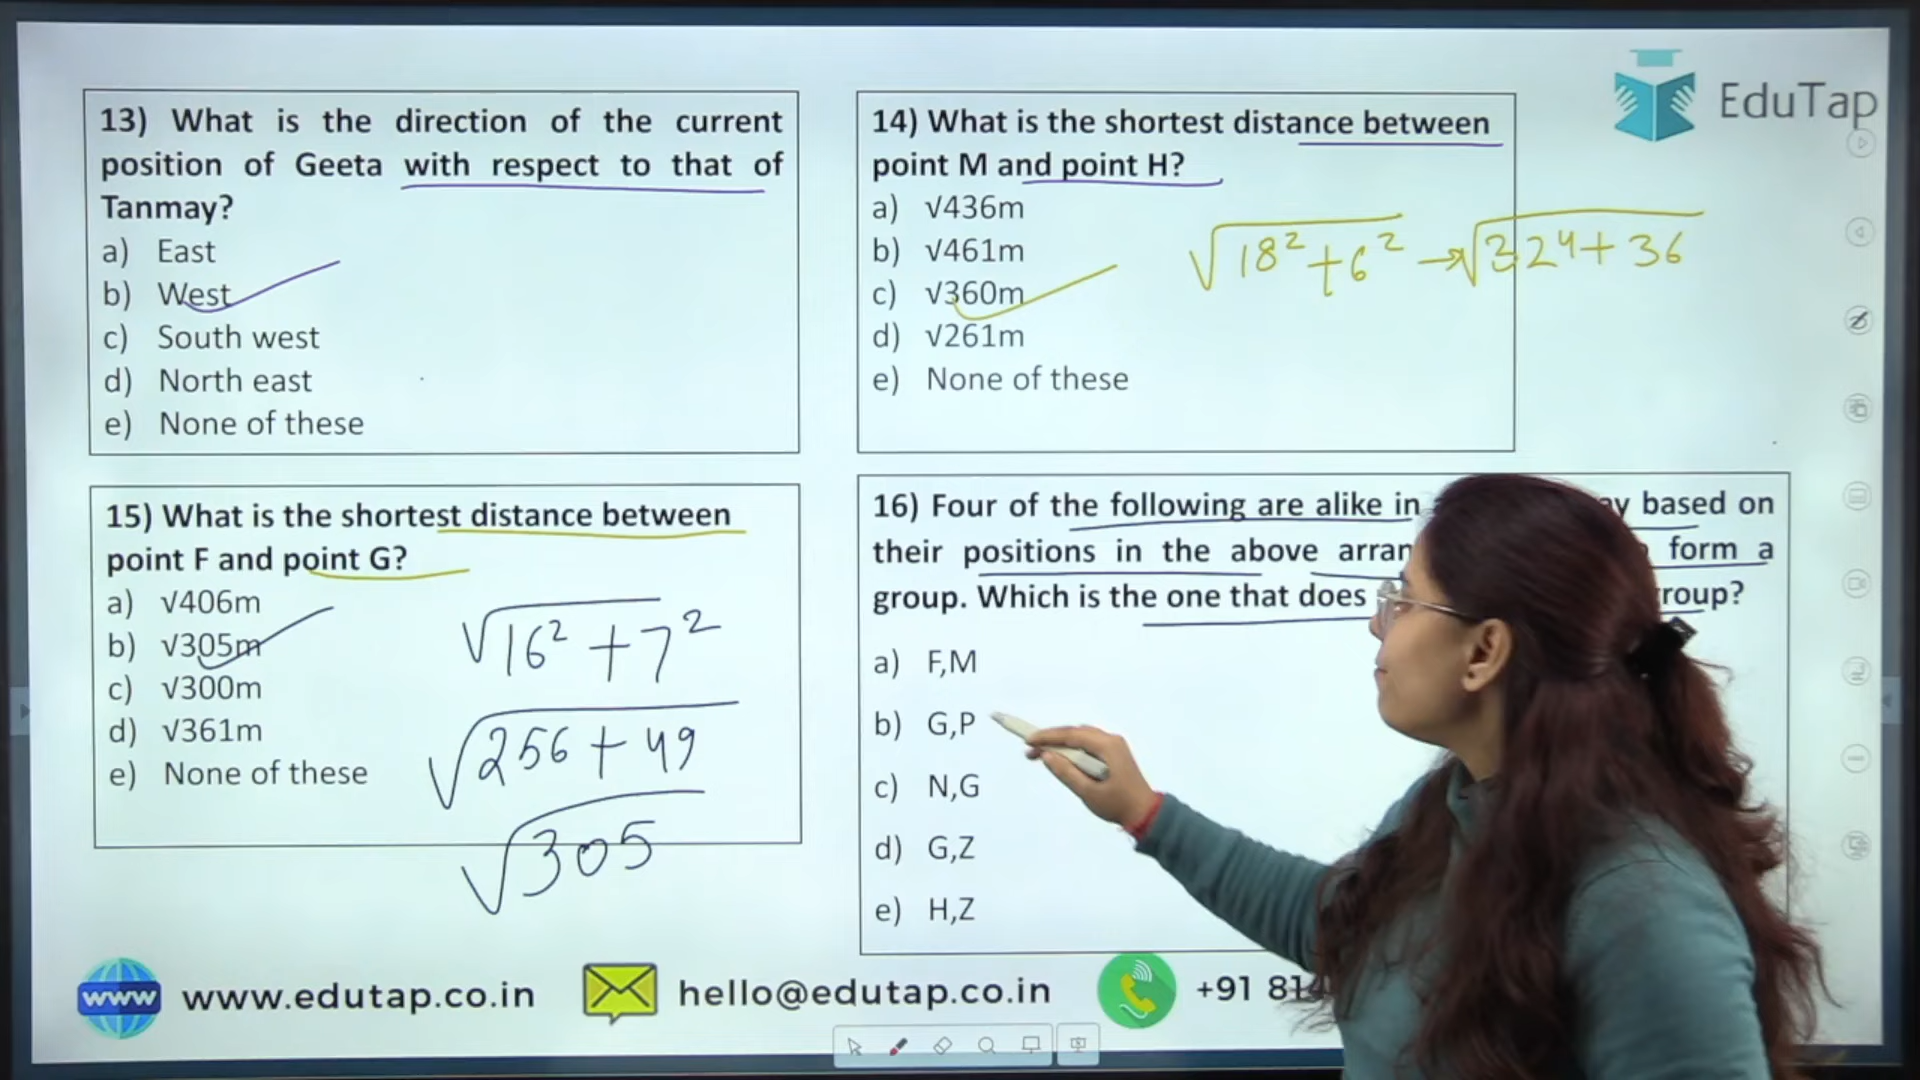 EduTap
13) What is the direction of the current
position of Geeta with respect to that of
Tanmay?
a) East
b) West
c) South west
d) North east
e) None of these
14) What is the shortest distance between
point M and point H?
a) √436m
b) √461m
c) √360m
d) √261m
e) None of these
√18² + 6² → √324 + 36
15) What is the shortest distance between
point F and point G?
a) √406m
b) √305m
c) √300m
d) √361m
e) None of these
√16² + 7²
√256 + 49
√305
16) Four of the following are alike in based on
their positions in the above form a
group. Which is the one that does
a) F,M
b) G,P
c) N,G
d) G,Z
e) H,Z
www
www.edutap.co.in
hello@edutap.co.in
+91 81